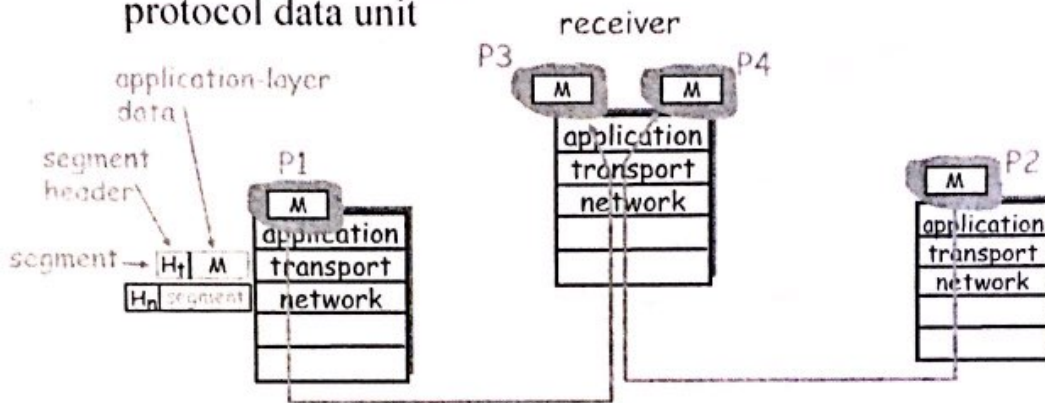 protocol data unit
receiver
P3
M
M
P4
application-layer
data
application
transport
network
segment
header
P1
M
P2
M
application
transport
network
segment
Ht M
Hn segment
application
transport
network